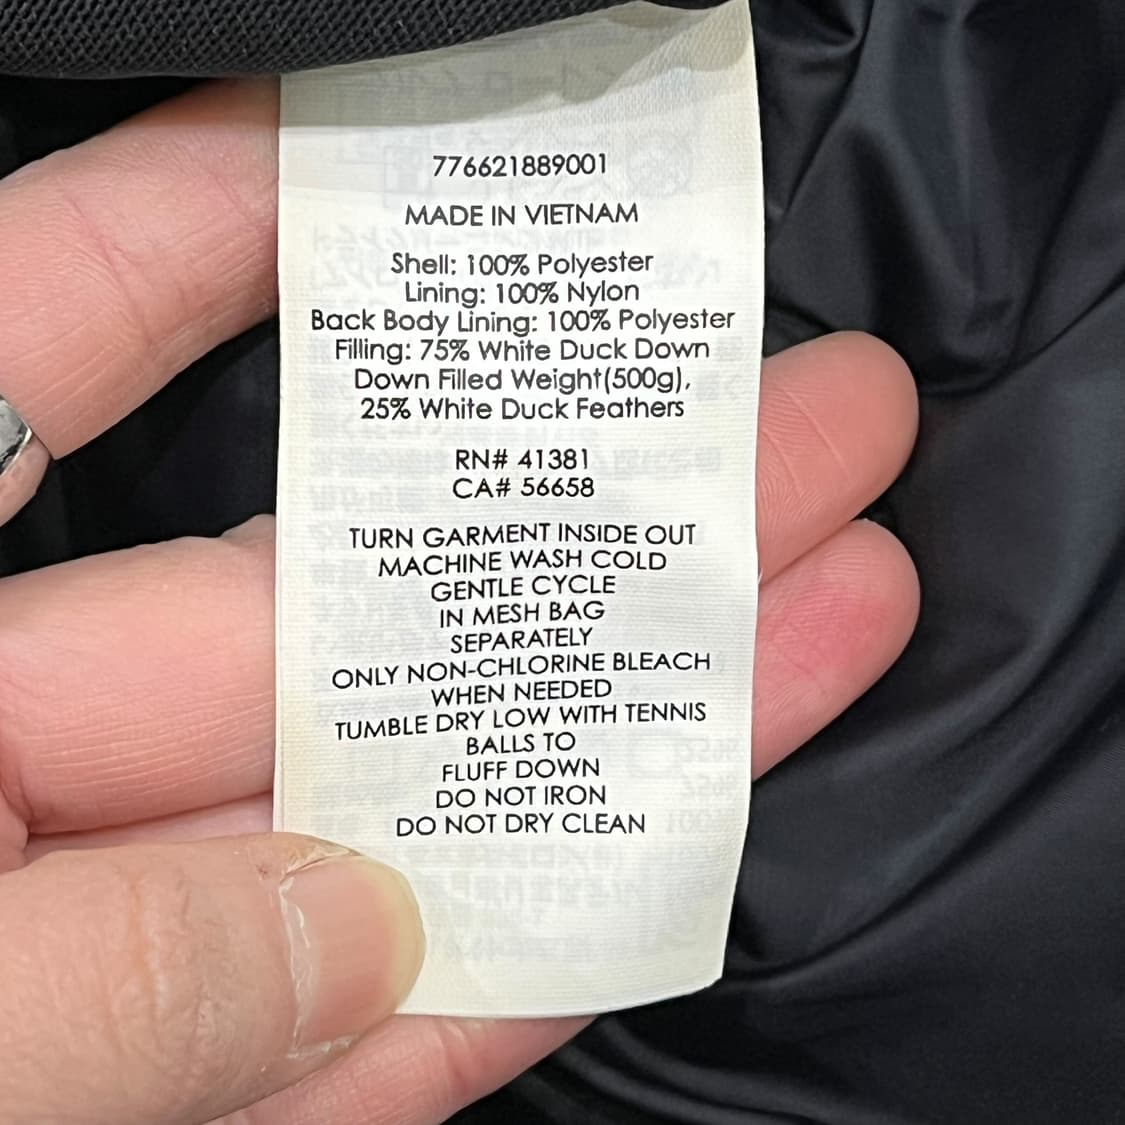 776621889001
MADE IN VIETNAM
Shell: 100% Polyester
Lining: 100% Nylon
Back Body Lining: 100% Polyester
Filling: 75% White Duck Down
Down Filled Weight(500g),
25% White Duck Feathers
RN# 41381
CA# 56658
TURN GARMENT INSIDE OUT
MACHINE WASH COLD
GENTLE CYCLE
IN MESH BAG
SEPARATELY
ONLY NON-CHLORINE BLEACH
WHEN NEEDED
TUMBLE DRY LOW WITH TENNIS
BALLS TO
FLUFF DOWN
DO NOT IRON
DO NOT DRY CLEAN